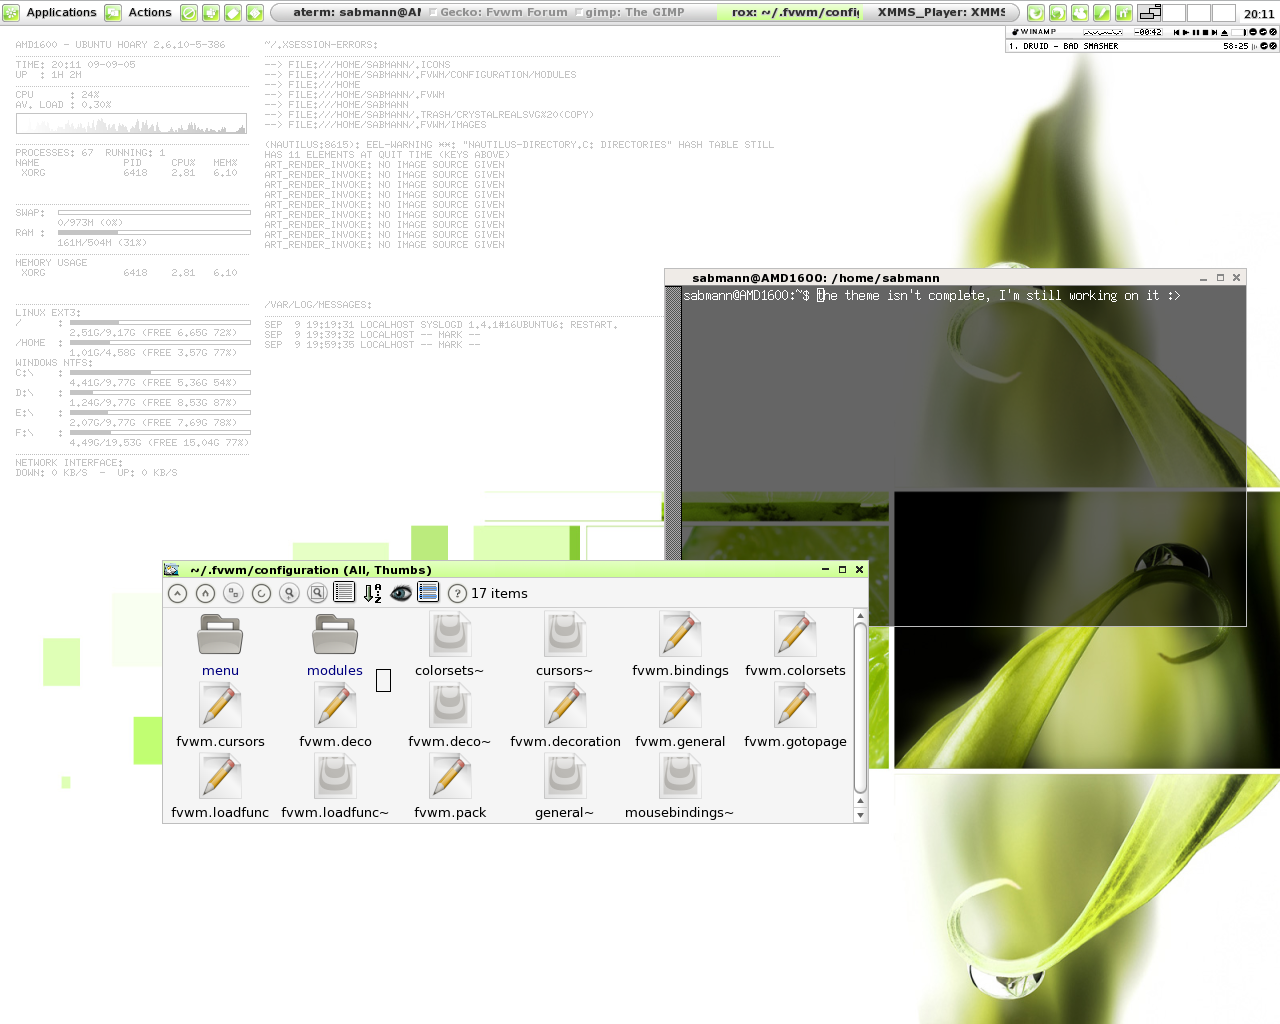 Applications Actions aterm: sabmann@AM Gecko: Fvwm Forum gimp: The GIMP rox: ~/.fvwm/config XMMS_Player: XMMS 20:11
WINAMP -00:42
1. DRUID - BAD SMASHER 58:25
AMD1600 - UBUNTU HOARY 2.6.10-5-386
TIME: 20:11 09-09-05
UP : 1H 2M
CPU : 24%
AV. LOAD : 0.30%
PROCESSES: 67 RUNNING: 1
NAME PID CPU% MEM%
XORG 6418 2.81 6.10
SWAP:
0/973M (0%)
RAM :
161M/504M (31%)
MEMORY USAGE
XORG 6418 2.81 6.10
LINUX EXT3:
/ :
2.51G/9.17G (FREE 6.65G 72%)
/HOME :
1.01G/4.58G (FREE 3.57G 77%)
WINDOWS NTFS:
C:\ :
4.41G/9.77G (FREE 5.36G 54%)
D:\ :
1.24G/9.77G (FREE 8.53G 87%)
E:\ :
2.07G/9.77G (FREE 7.69G 78%)
F:\ :
4.49G/19.53G (FREE 15.04G 77%)
NETWORK INTERFACE:
DOWN: 0 KB/S - UP: 0 KB/S
~/.XSESSION-ERRORS:
--> FILE:///HOME/SABMANN/.ICONS
--> FILE:///HOME/SABMANN/.FVWM/CONFIGURATION/MODULES
--> FILE:///HOME
--> FILE:///HOME/SABMANN/.FVWM
--> FILE:///HOME/SABMANN
--> FILE:///HOME/SABMANN/.TRASH/CRYSTALREALSVG%20(COPY)
--> FILE:///HOME/SABMANN/.FVWM/IMAGES
(NAUTILUS:8615): EEL-WARNING **: "NAUTILUS-DIRECTORY.C: DIRECTORIES" HASH TABLE STILL
HAS 11 ELEMENTS AT QUIT TIME (KEYS ABOVE)
ART_RENDER_INVOKE: NO IMAGE SOURCE GIVEN
ART_RENDER_INVOKE: NO IMAGE SOURCE GIVEN
ART_RENDER_INVOKE: NO IMAGE SOURCE GIVEN
ART_RENDER_INVOKE: NO IMAGE SOURCE GIVEN
ART_RENDER_INVOKE: NO IMAGE SOURCE GIVEN
ART_RENDER_INVOKE: NO IMAGE SOURCE GIVEN
ART_RENDER_INVOKE: NO IMAGE SOURCE GIVEN
ART_RENDER_INVOKE: NO IMAGE SOURCE GIVEN
ART_RENDER_INVOKE: NO IMAGE SOURCE GIVEN
/VAR/LOG/MESSAGES:
SEP 9 19:19:31 LOCALHOST SYSLOGD 1.4.1#16UBUNTU6: RESTART.
SEP 9 19:39:32 LOCALHOST -- MARK --
SEP 9 19:59:35 LOCALHOST -- MARK --
sabmann@AMD1600: /home/sabmann
sabmann@AMD1600:~$ the theme isn't complete, I'm still working on it :>
~/.fvwm/configuration (All, Thumbs)
17 items
menu modules colorsets~ cursors~ fvwm.bindings fvwm.colorsets
fvwm.cursors fvwm.deco fvwm.deco~ fvwm.decoration fvwm.general fvwm.gotopage
fvwm.loadfunc fvwm.loadfunc~ fvwm.pack general~ mousebindings~